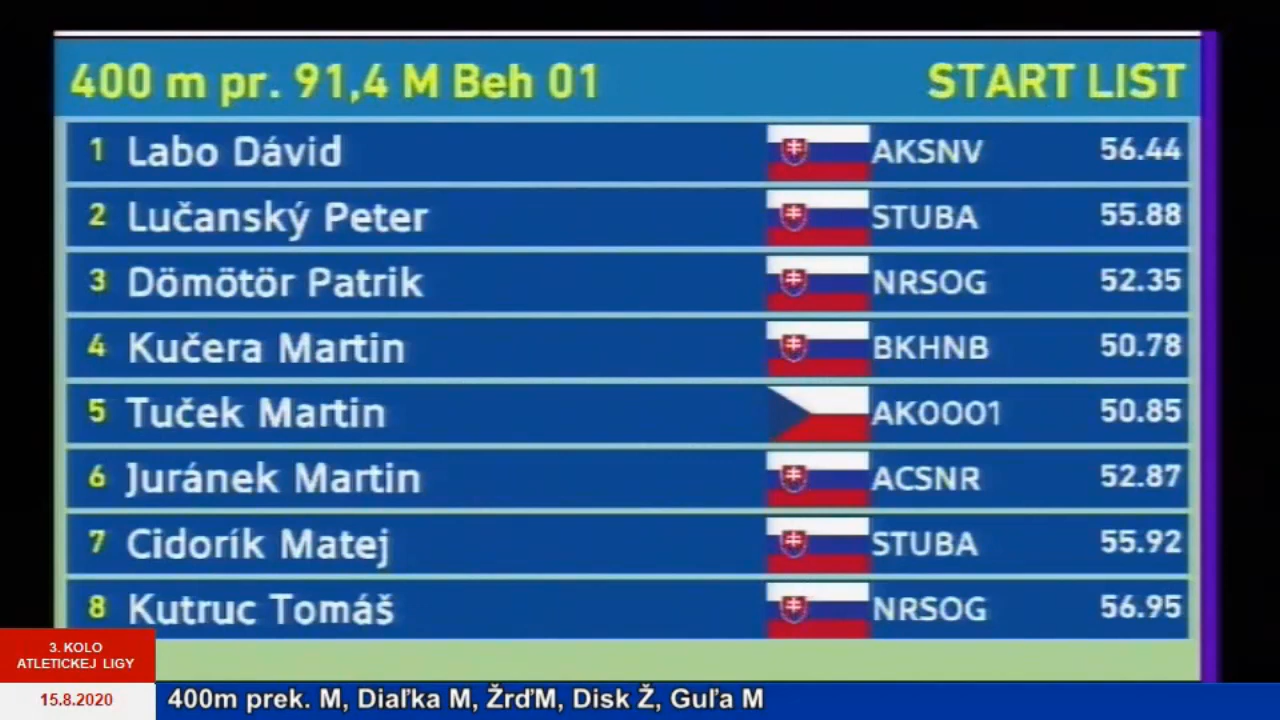 400 m pr. 91,4 M Beh 01 START LIST
1 Labo Dávid AKSNV 56.44
2 Lučanský Peter STUBA 55.88
3 Dömötör Patrik NRSOG 52.35
4 Kučera Martin BKHNB 50.78
5 Tuček Martin AKOOO1 50.85
6 Juránek Martin ACSNR 52.87
7 Cidorík Matej STUBA 55.92
8 Kutruc Tomáš NRSOG 56.95
3. KOLO
ATLETICKEJ LIGY
15.8.2020 400m prek. M, Diaľka M, ŽrďM, Disk Ž, Guľa M